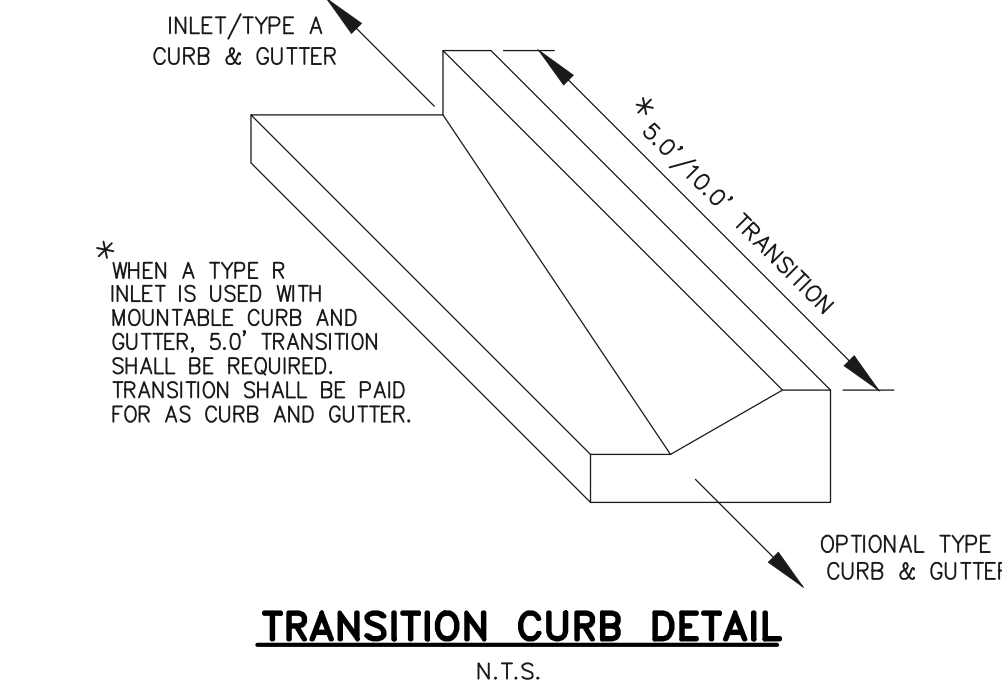 INLET/TYPE A
CURB & GUTTER
* 5.0'/10.0' TRANSITION
*
WHEN A TYPE R
INLET IS USED WITH
MOUNTABLE CURB AND
GUTTER, 5.0' TRANSITION
SHALL BE REQUIRED.
TRANSITION SHALL BE PAID
FOR AS CURB AND GUTTER.
OPTIONAL TYPE
CURB & GUTTER
TRANSITION CURB DETAIL
N.T.S.